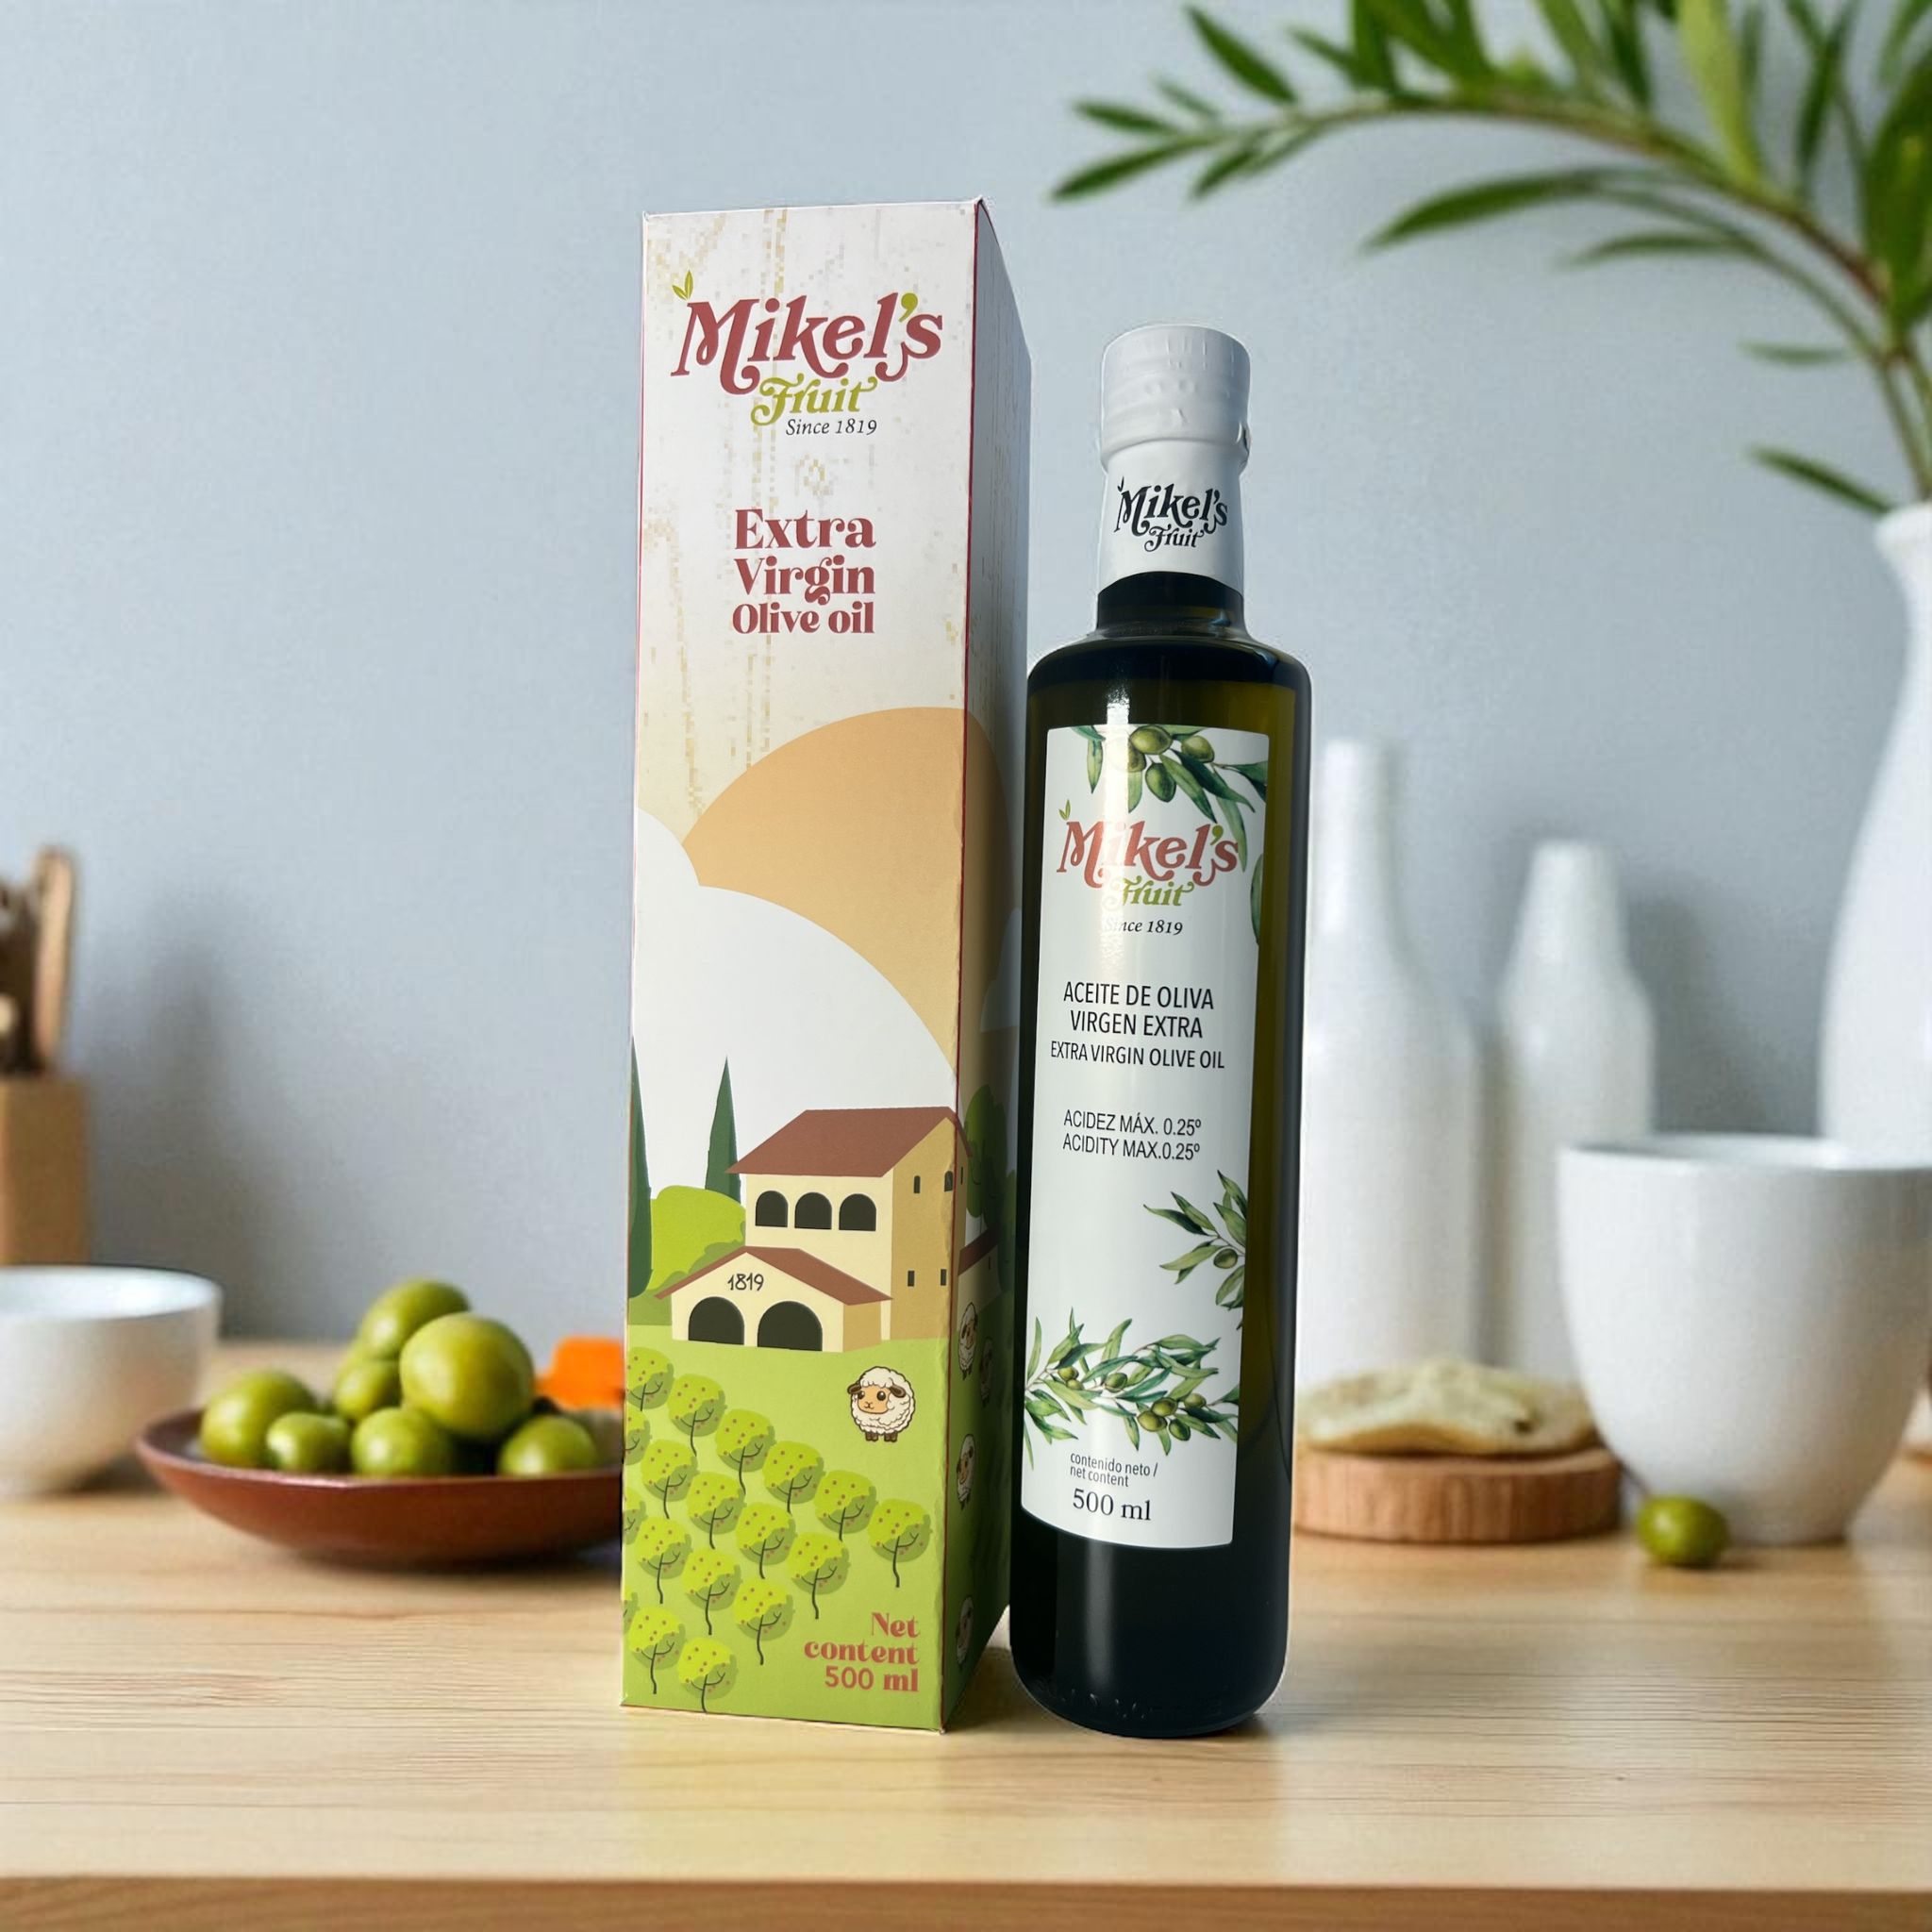 Mikel's
Fruit
Since 1819
Extra
Virgin
Olive oil
1819
Net
content
500 ml
Mikel's
Fruit
Mikel's
Fruit
Since 1819
ACEITE DE OLIVA
VIRGEN EXTRA
EXTRA VIRGIN OLIVE OIL
ACIDEZ MÁX. 0.25º
ACIDITY MAX.0.25º
contenido neto /
net content
500 ml